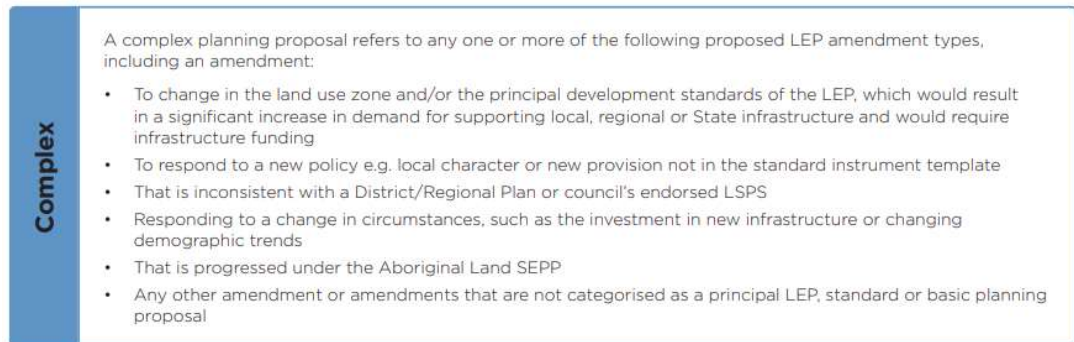 Complex
A complex planning proposal refers to any one or more of the following proposed LEP amendment types,
including an amendment:
• To change in the land use zone and/or the principal development standards of the LEP, which would result
in a significant increase in demand for supporting local, regional or State infrastructure and would require
infrastructure funding
• To respond to a new policy e.g. local character or new provision not in the standard instrument template
• That is inconsistent with a District/Regional Plan or council's endorsed LSPS
• Responding to a change in circumstances, such as the investment in new infrastructure or changing
demographic trends
• That is progressed under the Aboriginal Land SEPP
• Any other amendment or amendments that are not categorised as a principal LEP, standard or basic planning
proposal